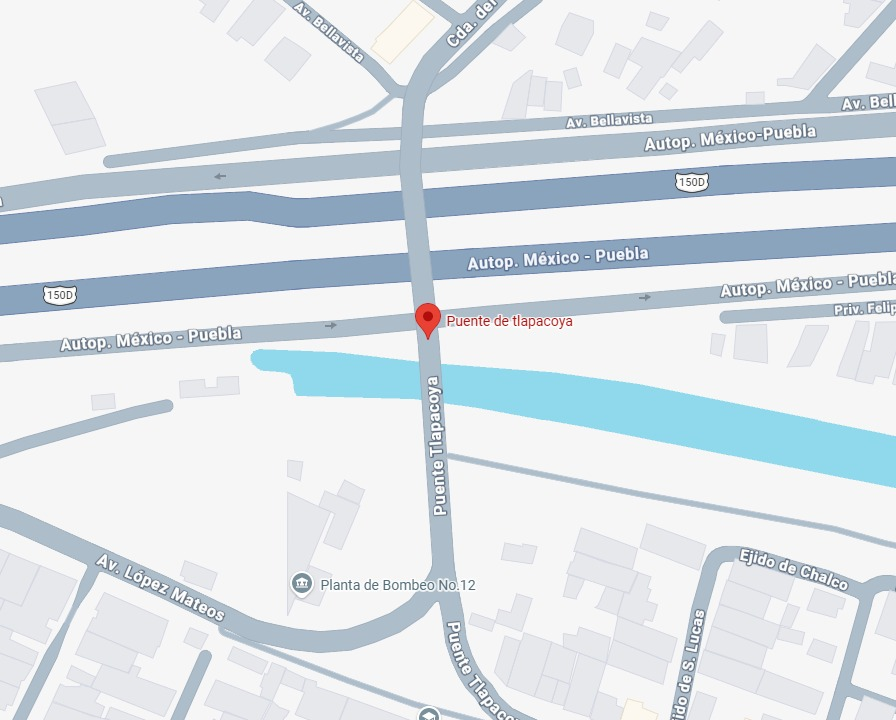 Av. Bellavista
Cda. del
Av. Bellavista
Av. Bell
Autop. México-Puebla
150D
Autop. México - Puebla
150D
Autop. México - Puebla
Puente de tlapacoya
Priv. Felip
Autop. México - Puebla
Puente Tlapacoya
Av. López Mateos
Planta de Bombeo No.12
Ejido de Chalco
jido de S. Lucas
Puente Tlapaco